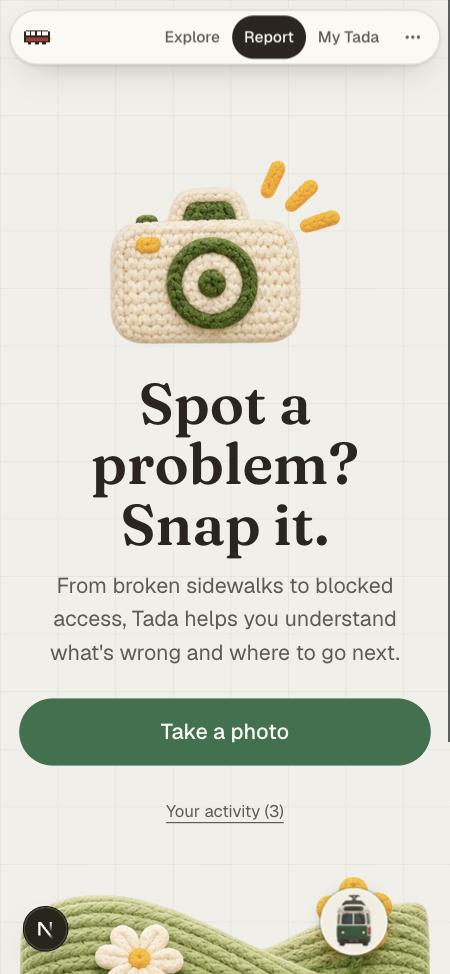 Explore Report My Tada ...
Spot a
problem?
Snap it.
From broken sidewalks to blocked
access, Tada helps you understand
what's wrong and where to go next.
Take a photo
Your activity (3)
N